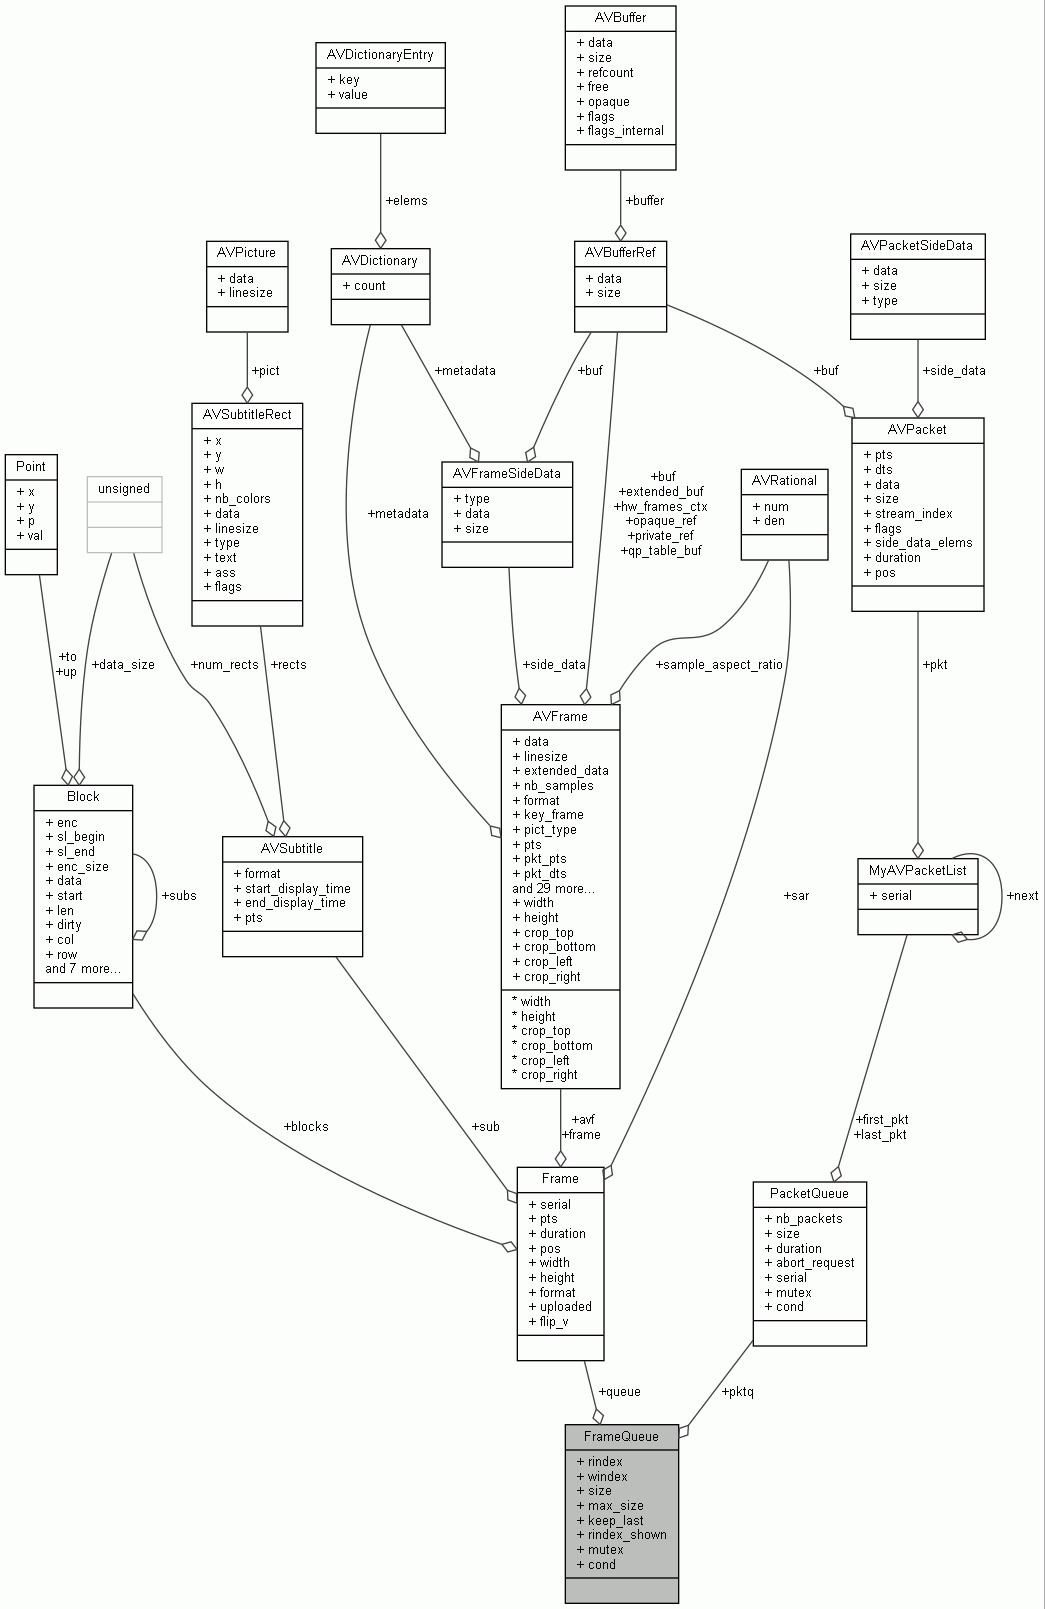 AVBuffer
+ data
+ size
+ refcount
+ free
+ opaque
+ flags
+ flags_internal
AVDictionaryEntry
+ key
+ value
+elems
+buffer
AVPicture
+ data
+ linesize
AVDictionary
+ count
AVBufferRef
+ data
+ size
AVPacketSideData
+ data
+ size
+ type
+pict
+metadata
+buf
+buf
+side_data
AVSubtitleRect
+ x
+ y
+ w
+ h
+ nb_colors
+ data
+ linesize
+ type
+ text
+ ass
+ flags
AVPacket
+ pts
+ dts
+ data
+ size
+ stream_index
+ flags
+ side_data_elems
+ duration
+ pos
Point
+ x
+ y
+ p
+ val
unsigned
AVFrameSideData
+ type
+ data
+ size
+buf
+extended_buf
+hw_frames_ctx
+opaque_ref
+private_ref
+qp_table_buf
AVRational
+ num
+ den
+metadata
+to
+up
+data_size
+num_rects
+rects
+side_data
+sample_aspect_ratio
+pkt
AVFrame
+ data
+ linesize
+ extended_data
+ nb_samples
+ format
+ key_frame
+ pict_type
+ pts
+ pkt_pts
+ pkt_dts
and 29 more...
+ width
+ height
+ crop_top
+ crop_bottom
+ crop_left
+ crop_right
* width
* height
* crop_top
* crop_bottom
* crop_left
* crop_right
Block
+ enc
+ sl_begin
+ sl_end
+ enc_size
+ data
+ start
+ len
+ dirty
+ col
+ row
and 7 more...
+subs
AVSubtitle
+ format
+ start_display_time
+ end_display_time
+ pts
+sar
MyAVPacketList
+ serial
+next
+blocks
+sub
+avf
+frame
+first_pkt
+last_pkt
Frame
+ serial
+ pts
+ duration
+ pos
+ width
+ height
+ format
+ uploaded
+ flip_v
PacketQueue
+ nb_packets
+ size
+ duration
+ abort_request
+ serial
+ mutex
+ cond
+queue
+pktq
FrameQueue
+ rindex
+ windex
+ size
+ max_size
+ keep_last
+ rindex_shown
+ mutex
+ cond